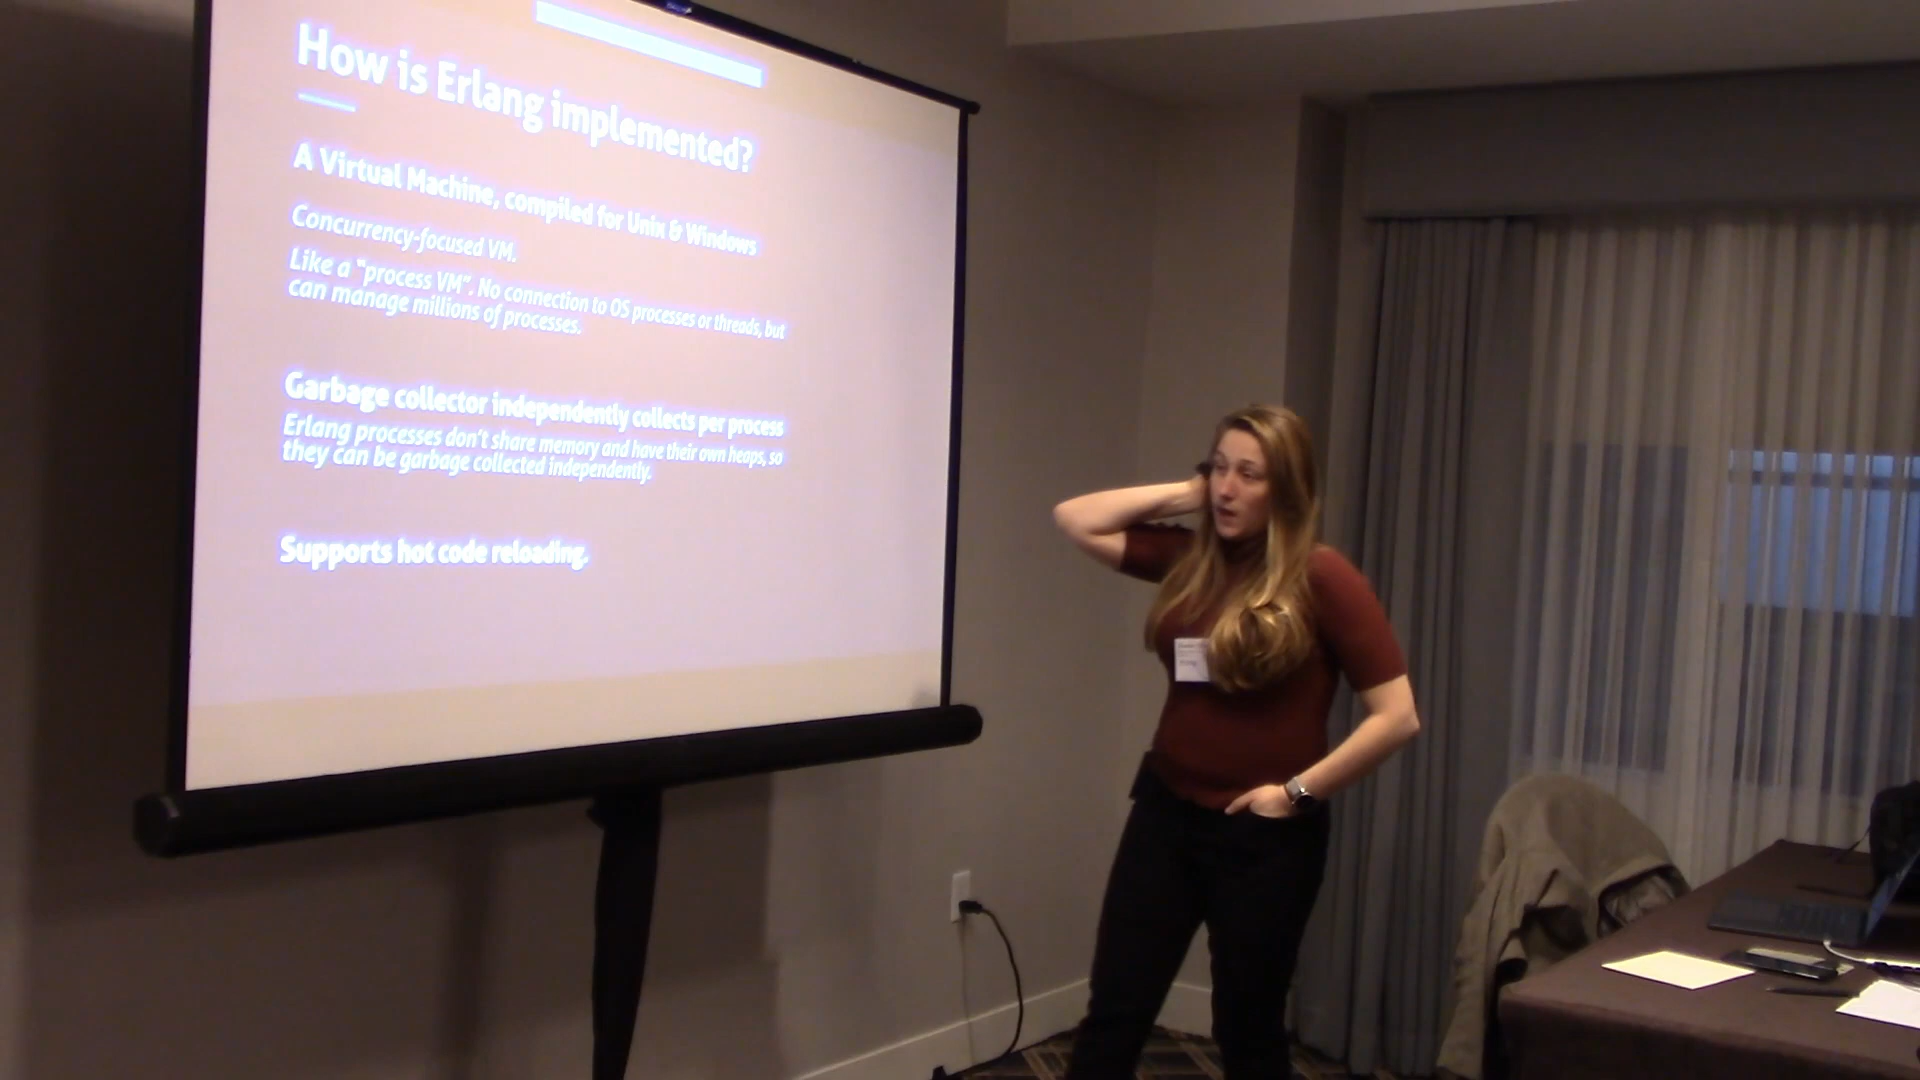 How is Erlang implemented?
A Virtual Machine, compiled for Unix & Windows
Concurrency-focused VM.
Like a “process VM”. No connection to OS processes or threads, but
can manage millions of processes.
Garbage collector independently collects per process
Erlang processes don't share memory and have their own heaps, so
they can be garbage collected independently.
Supports hot code reloading.